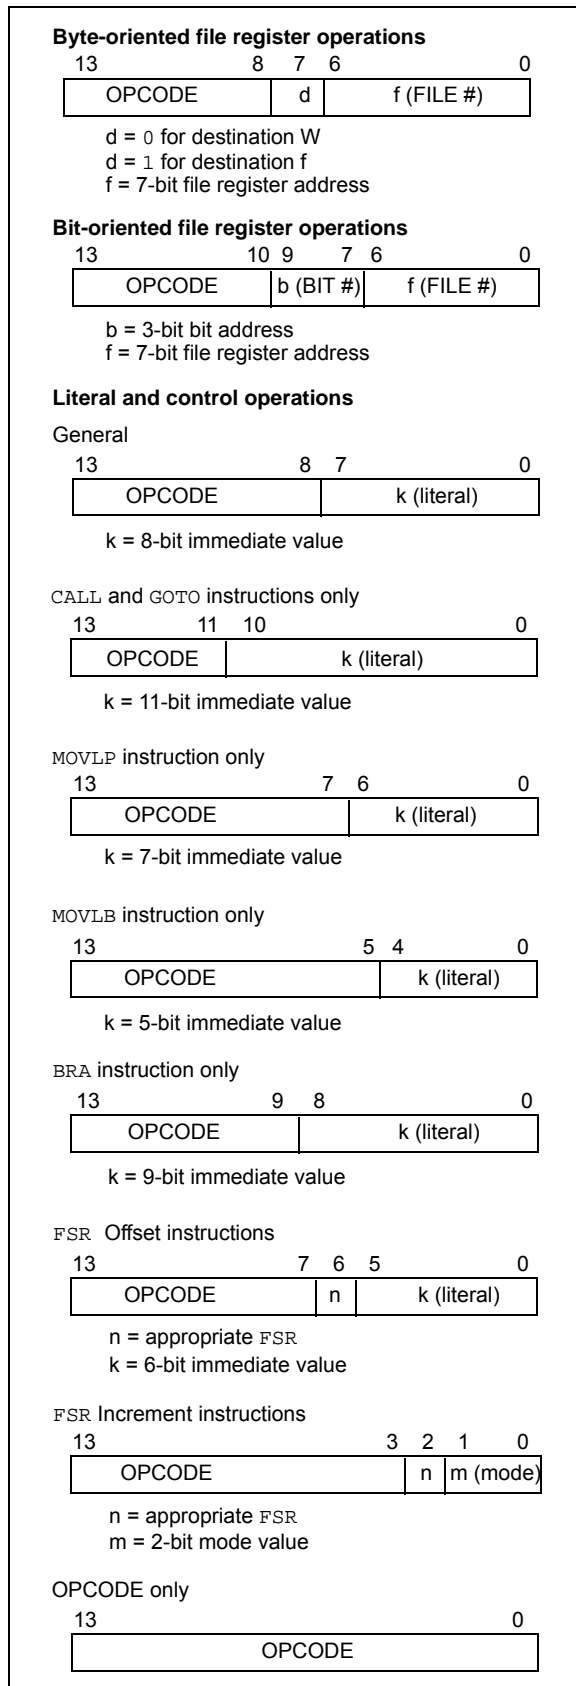 Byte-oriented file register operations
13 8 7 6 0
OPCODE d f (FILE #)
d = 0 for destination W
d = 1 for destination f
f = 7-bit file register address
Bit-oriented file register operations
13 10 9 7 6 0
OPCODE b (BIT #) f (FILE #)
b = 3-bit bit address
f = 7-bit file register address
Literal and control operations
General
13 8 7 0
OPCODE k (literal)
k = 8-bit immediate value
CALL and GOTO instructions only
13 11 10 0
OPCODE k (literal)
k = 11-bit immediate value
MOVLP instruction only
13 7 6 0
OPCODE k (literal)
k = 7-bit immediate value
MOVLB instruction only
13 5 4 0
OPCODE k (literal)
k = 5-bit immediate value
BRA instruction only
13 9 8 0
OPCODE k (literal)
k = 9-bit immediate value
FSR Offset instructions
13 7 6 5 0
OPCODE n k (literal)
n = appropriate FSR
k = 6-bit immediate value
FSR Increment instructions
13 3 2 1 0
OPCODE n m (mode)
n = appropriate FSR
m = 2-bit mode value
OPCODE only
13 0
OPCODE